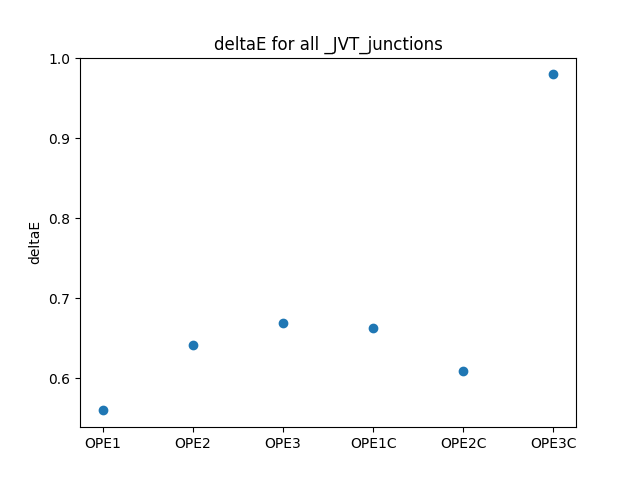 deltaE for all _JVT_junctions
1.0
0.9
0.8
0.7
0.6
deltaE
OPE1 OPE2 OPE3 OPE1C OPE2C OPE3C